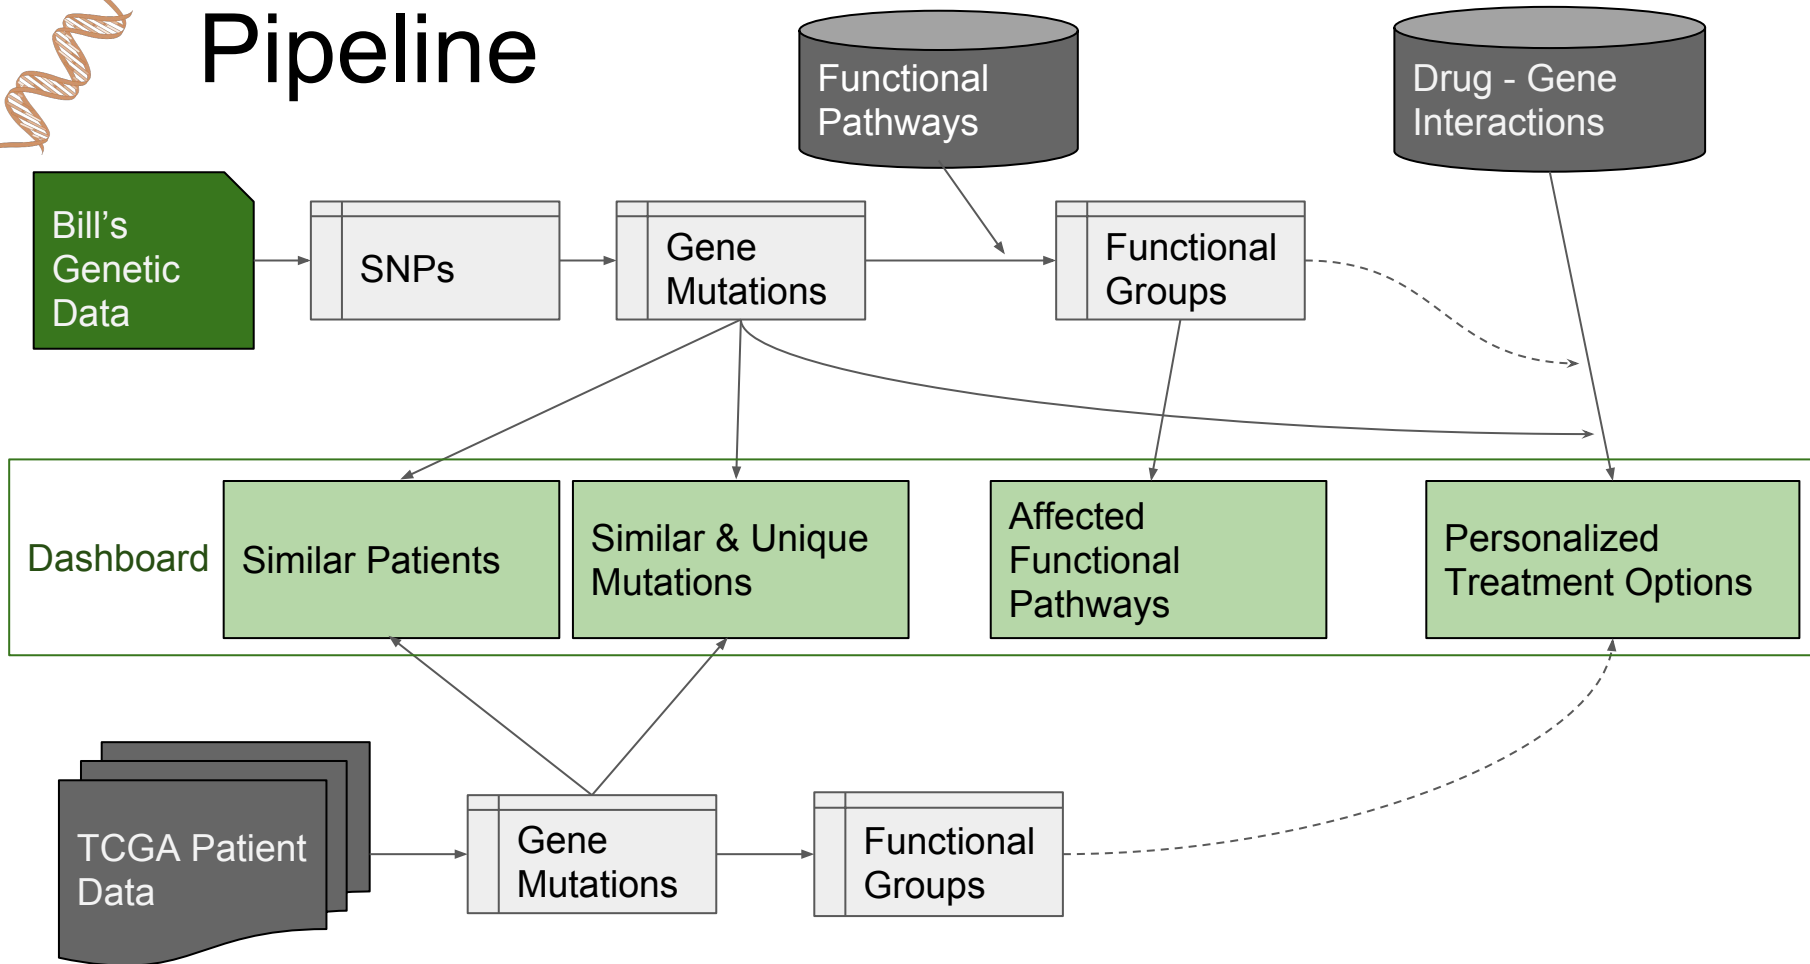 Pipeline
Functional
Pathways
Drug - Gene
Interactions
Bill's
Genetic
Data
SNPs
Gene
Mutations
Functional
Groups
Dashboard
Similar Patients
Similar & Unique
Mutations
Affected
Functional
Pathways
Personalized
Treatment Options
TCGA Patient
Data
Gene
Mutations
Functional
Groups